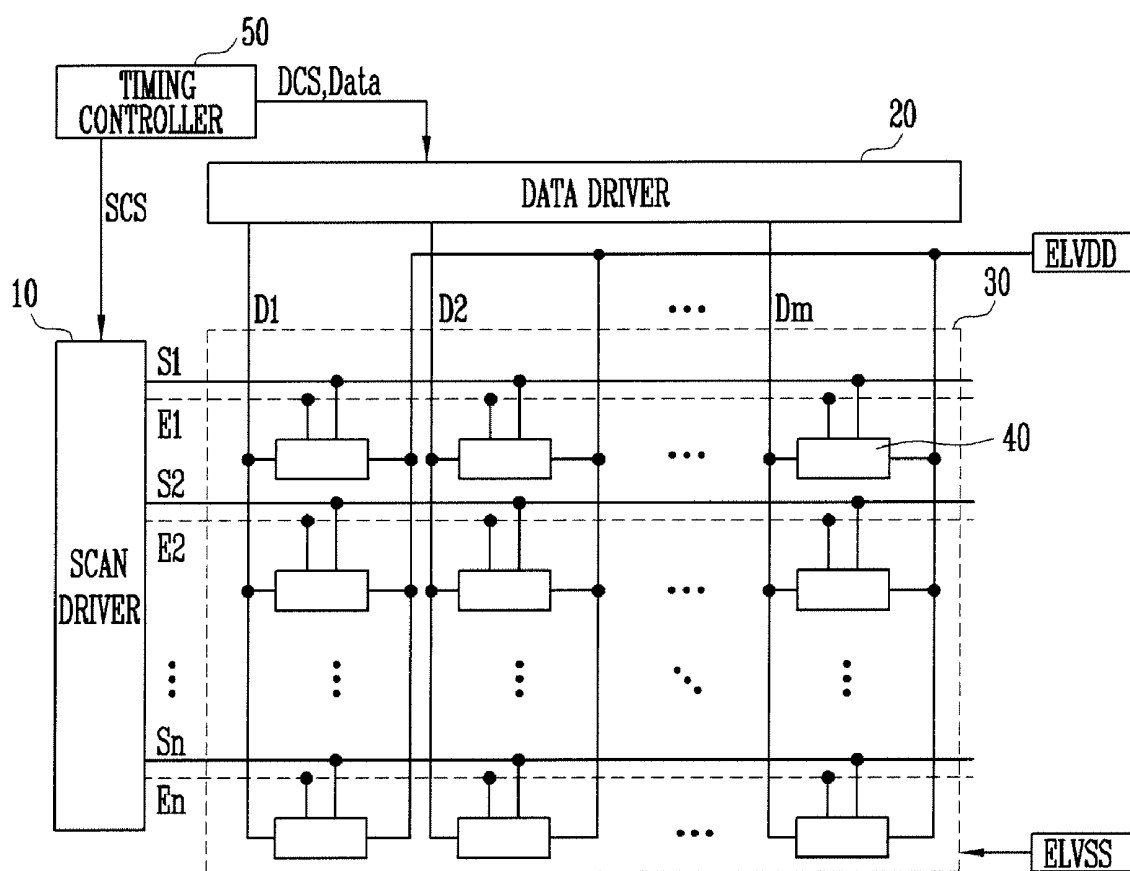 50
TIMING
CONTROLLER
DCS,Data
20
DATA DRIVER
SCS
ELVDD
10
30
D1 D2 ••• Dm
S1
E1
40
•••
S2
E2
SCAN
DRIVER
•••
Sn
En
•••
ELVSS